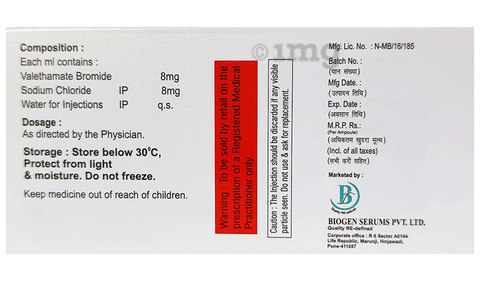 Composition :
Each ml contains :
Valethamate Bromide 8mg
Sodium Chloride IP 8mg
Water for Injections IP q.s.
Dosage :
As directed by the Physician.
Storage : Store below 30°C,
Protect from light
& moisture. Do not freeze.
Keep medicine out of reach of children.
Warning : To be sold by retail on the
prescription of a Registered Medical
Practitioner only.
Caution : The Injection should be discarded if any visible
particle seen. Do not use & ask for replacement.
1mg
Mfg. Lic. No. : N-MB/16/185
Batch No. :
(घान संख्या)
Mfg Date. :
(उत्पादन तिथि)
Exp. Date :
(अवसान तिथि)
M.R.P. Rs.:
(Per Ampoule)
(अधिकतम खुदरा मूल्य)
(Incl. of all taxes)
(सभी करों सहित)
Marketed by :
BIOGEN SERUMS PVT. LTD.
Quality RE-defined
Corporate office : R 6 Sector A0104
Life Republic, Marunji, Hinjawadi,
Pune-411057